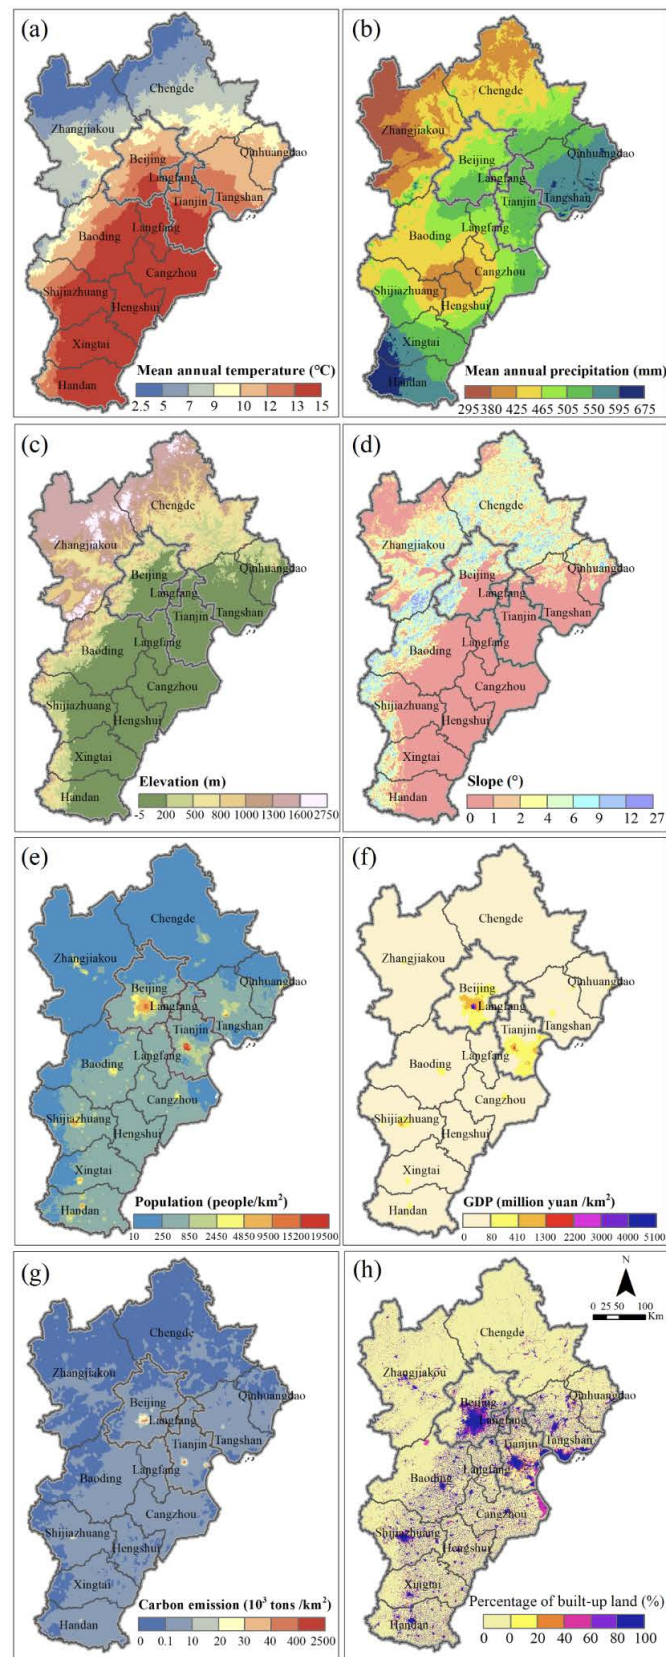 (a)
Chengde
Zhangjiakou
Beijing
Qinhuangdao
Langfang
Tianjin
Tangshan
Baoding
Langfang
Cangzhou
Shijiazhuang
Hengshui
Xingtai
Mean annual temperature (℃)
Handan
2.5 5 7 9 10 12 13 15
(b)
Chengde
Zhangjiakou
Beijing
Qinhuangdao
Langfang
Tianjin
Tangshan
Baoding
Langfang
Cangzhou
Shijiazhuang
Hengshui
Xingtai
Mean annual precipitation (mm)
Handan
295 380 425 465 505 550 595 675
(c)
Chengde
Zhangjiakou
Beijing
Qinhuangdao
Langfang
Tianjin
Tangshan
Baoding
Langfang
Cangzhou
Shijiazhuang
Hengshui
Xingtai
Elevation (m)
Handan
-5 200 500 800 1000 1300 1600 2750
(d)
Chengde
Zhangjiakou
Beijing
Qinhuangdao
Langfang
Tianjin
Tangshan
Baoding
Langfang
Cangzhou
Shijiazhuang
Hengshui
Xingtai
Slope (°)
Handan
0 1 2 4 6 9 12 27
(e)
Chengde
Zhangjiakou
Beijing
Qinhuangdao
Langfang
Tianjin
Tangshan
Baoding
Langfang
Cangzhou
Shijiazhuang
Hengshui
Xingtai
Population (people/km²)
Handan
10 250 850 2450 4850 9500 15200 19500
(f)
Chengde
Zhangjiakou
Beijing
Qinhuangdao
Langfang
Tianjin
Tangshan
Baoding
Langfang
Cangzhou
Shijiazhuang
Hengshui
Xingtai
GDP (million yuan /km²)
Handan
0 80 410 1300 2200 3000 4000 5100
(g)
Chengde
Zhangjiakou
Beijing
Qinhuangdao
Langfang
Tianjin
Tangshan
Baoding
Langfang
Cangzhou
Shijiazhuang
Hengshui
Xingtai
Carbon emission (10³ tons /km²)
Handan
0 0.1 10 20 30 40 2500
(h)
N
0 25 50 100
Km
Chengde
Zhangjiakou
Beijing
Qinhuangdao
Langfang
Tianjin
Tangshan
Baoding
Langfang
Cangzhou
Shijiazhuang
Hengshui
Xingtai
Percentage of built-up land (%)
Handan
0 0 20 40 60 80 100